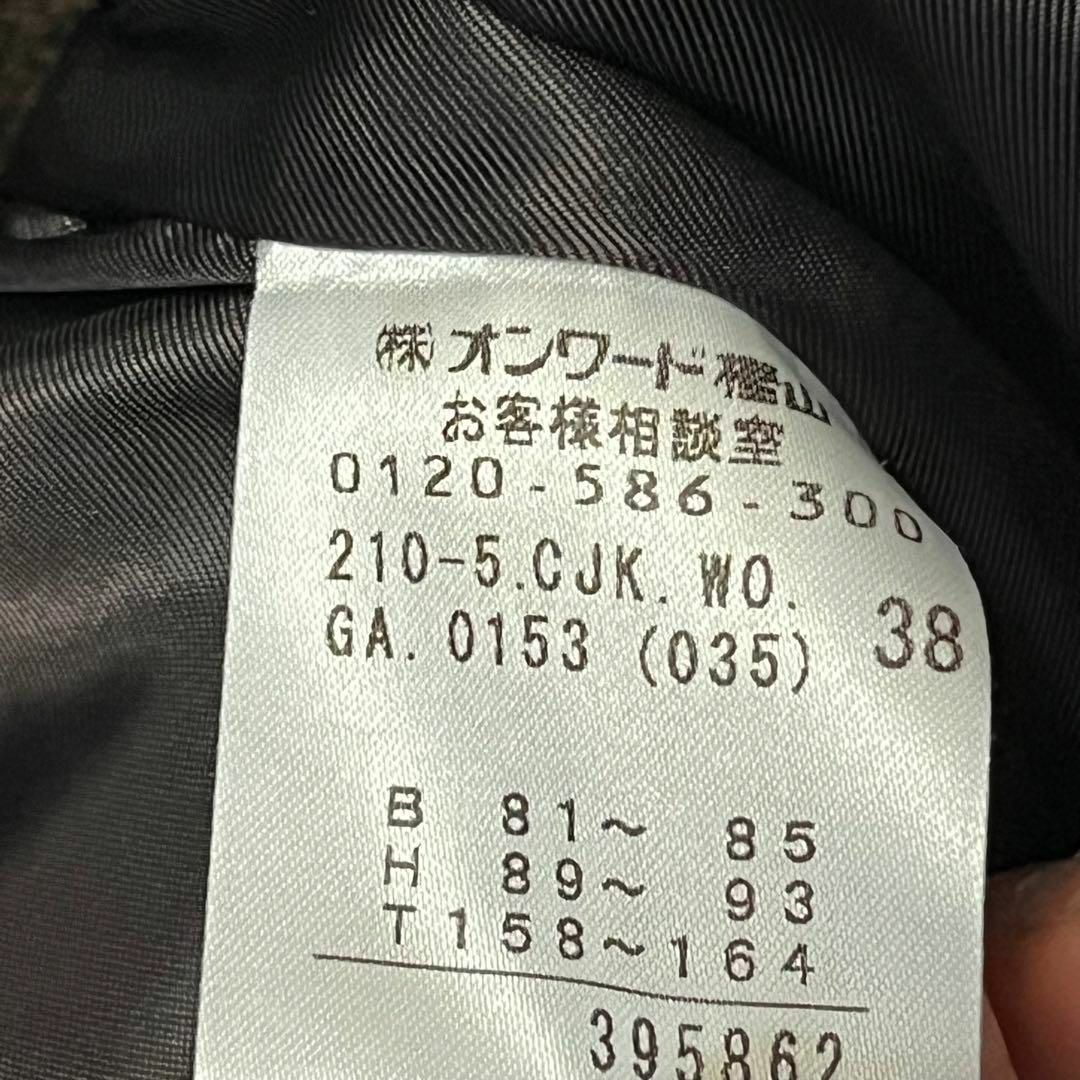 (株)オンワード樫山
お客様相談室
0120-586-300
210-5.CJK.WO.
GA.0153 (035) 38
B 81~ 85
H 89~ 93
T158~164
395862